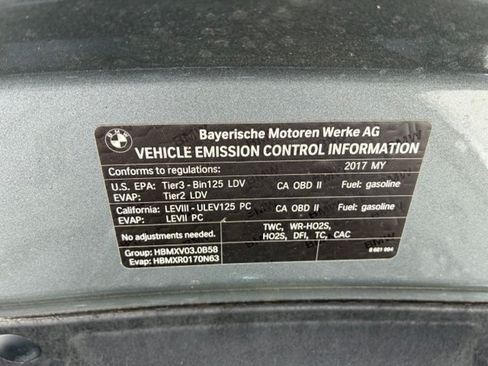 BMW
Bayerische Motoren Werke AG
VEHICLE EMISSION CONTROL INFORMATION
Conforms to regulations: 2017 MY
U.S. EPA: Tier3 - Bin125 LDV CA OBD II Fuel: gasoline
EVAP: Tier2 LDV
California: LEVIII - ULEV125 PC CA OBD II Fuel: gasoline
EVAP: LEVII PC
No adjustments needed. TWC, WR-HO2S,
HO2S, DFI, TC, CAC
Group: HBMXV03.0B58
Evap: HBMXR0170N63